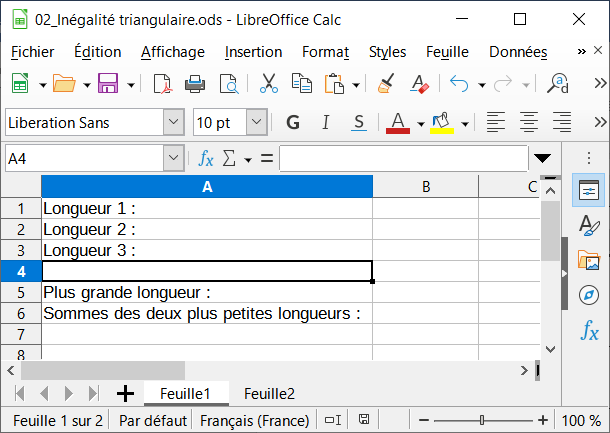 02_Inégalité triangulaire.ods - LibreOffice Calc
Fichier Édition Affichage Insertion Format Styles Feuille Données » X
Liberation Sans 10 pt G I S A »
A4 fx Σ =
A B C
1 Longueur 1 :
2 Longueur 2 :
3 Longueur 3 :
4
5 Plus grande longueur :
6 Sommes des deux plus petites longueurs :
7
8
Feuille1 Feuille2
Feuille 1 sur 2 Par défaut Français (France) 100 %